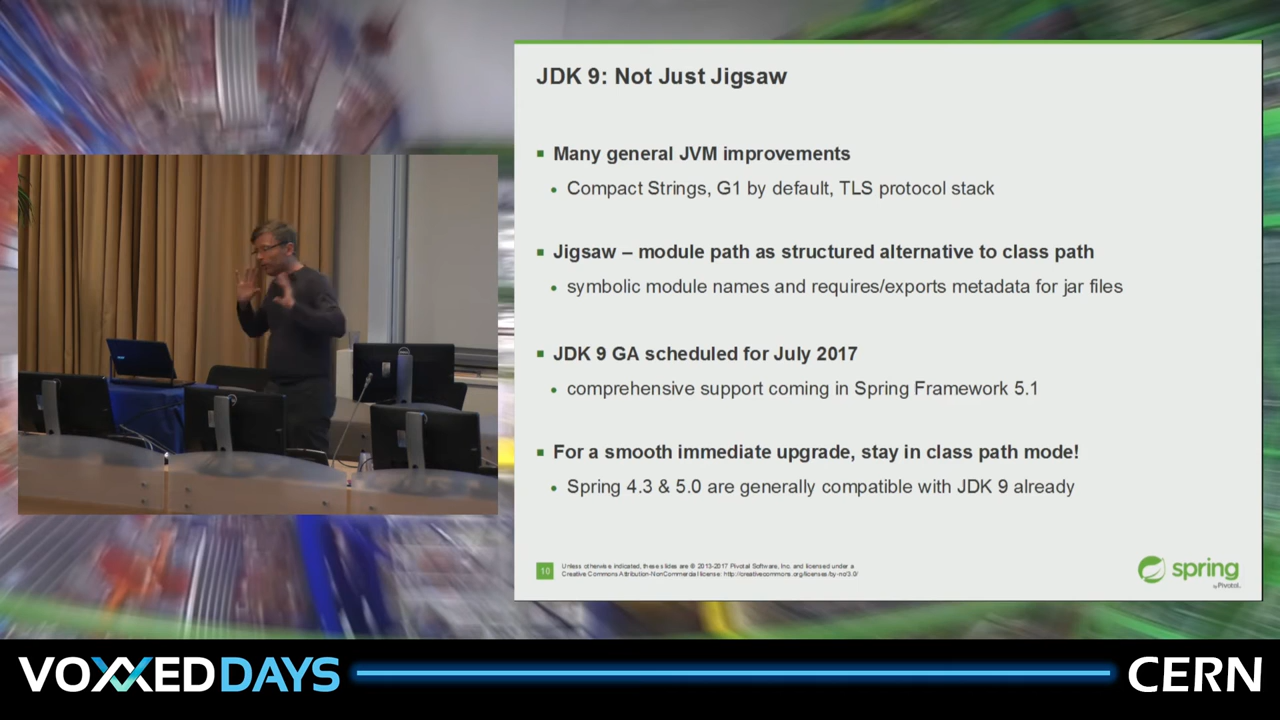 JDK 9: Not Just Jigsaw
Many general JVM improvements
Compact Strings, G1 by default, TLS protocol stack
Jigsaw – module path as structured alternative to class path
symbolic module names and requires/exports metadata for jar files
JDK 9 GA scheduled for July 2017
comprehensive support coming in Spring Framework 5.1
For a smooth immediate upgrade, stay in class path mode!
Spring 4.3 & 5.0 are generally compatible with JDK 9 already
10
Unless otherwise indicated, these slides are © 2013-2017 Pivotal Software, Inc. and licensed under a
Creative Commons Attribution-NonCommercial license: http://creativecommons.org/licenses/by-nc/3.0/
spring
by Pivotal.
VOXXED DAYS
CERN